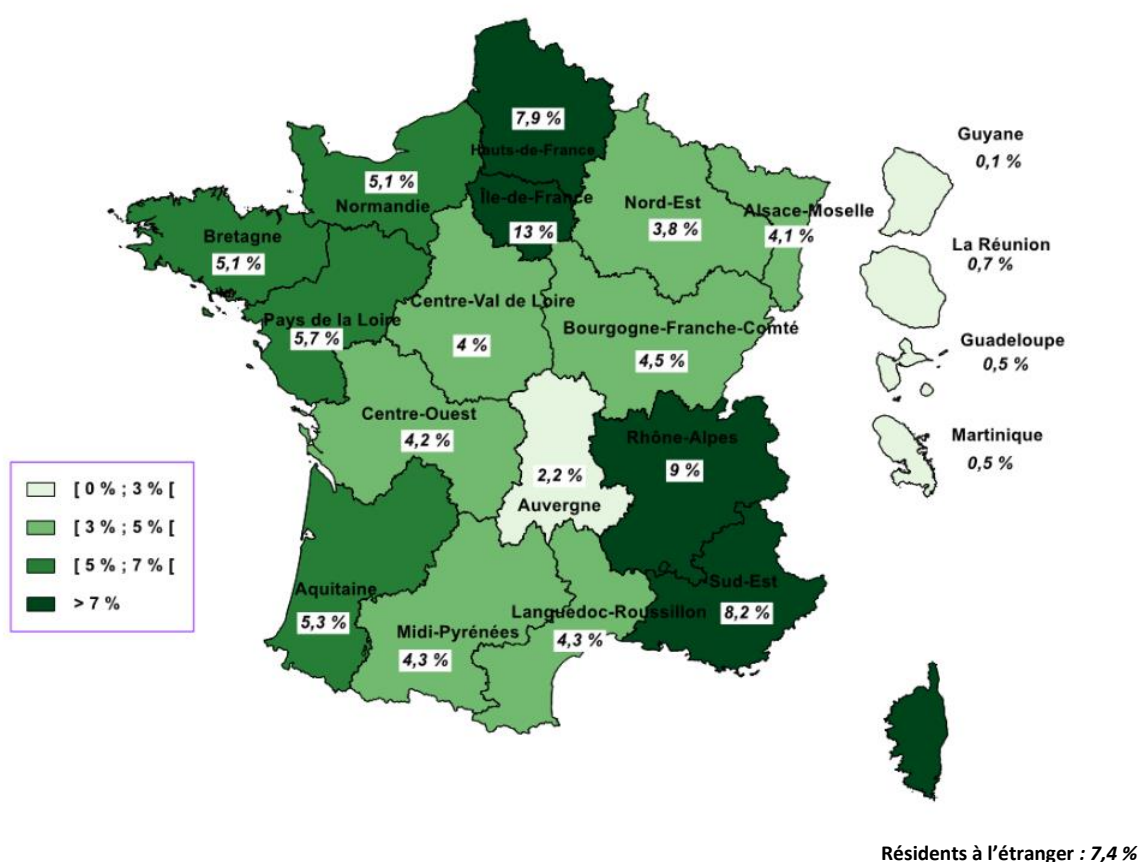 7,9 %
Hauts-de-France
Île-de-France
13 %
5,1 %
Normandie
Nord-Est
3,8 %
Alsace-Moselle
4,1 %
Bretagne
5,1 %
Pays de la Loire
5,7 %
Centre-Val de Loire
4 %
Bourgogne-Franche-Comté
4,5 %
Centre-Ouest
4,2 %
2,2 %
Auvergne
Rhône-Alpes
9 %
Aquitaine
5,3 %
Midi-Pyrénées
4,3 %
Languedoc-Roussillon
4,3 %
Sud-Est
8,2 %
Guyane
0,1 %
La Réunion
0,7 %
Guadeloupe
0,5 %
Martinique
0,5 %
[ 0 % ; 3 % [
[ 3 % ; 5 % [
[ 5 % ; 7 % [
> 7 %
Résidents à l’étranger : 7,4 %